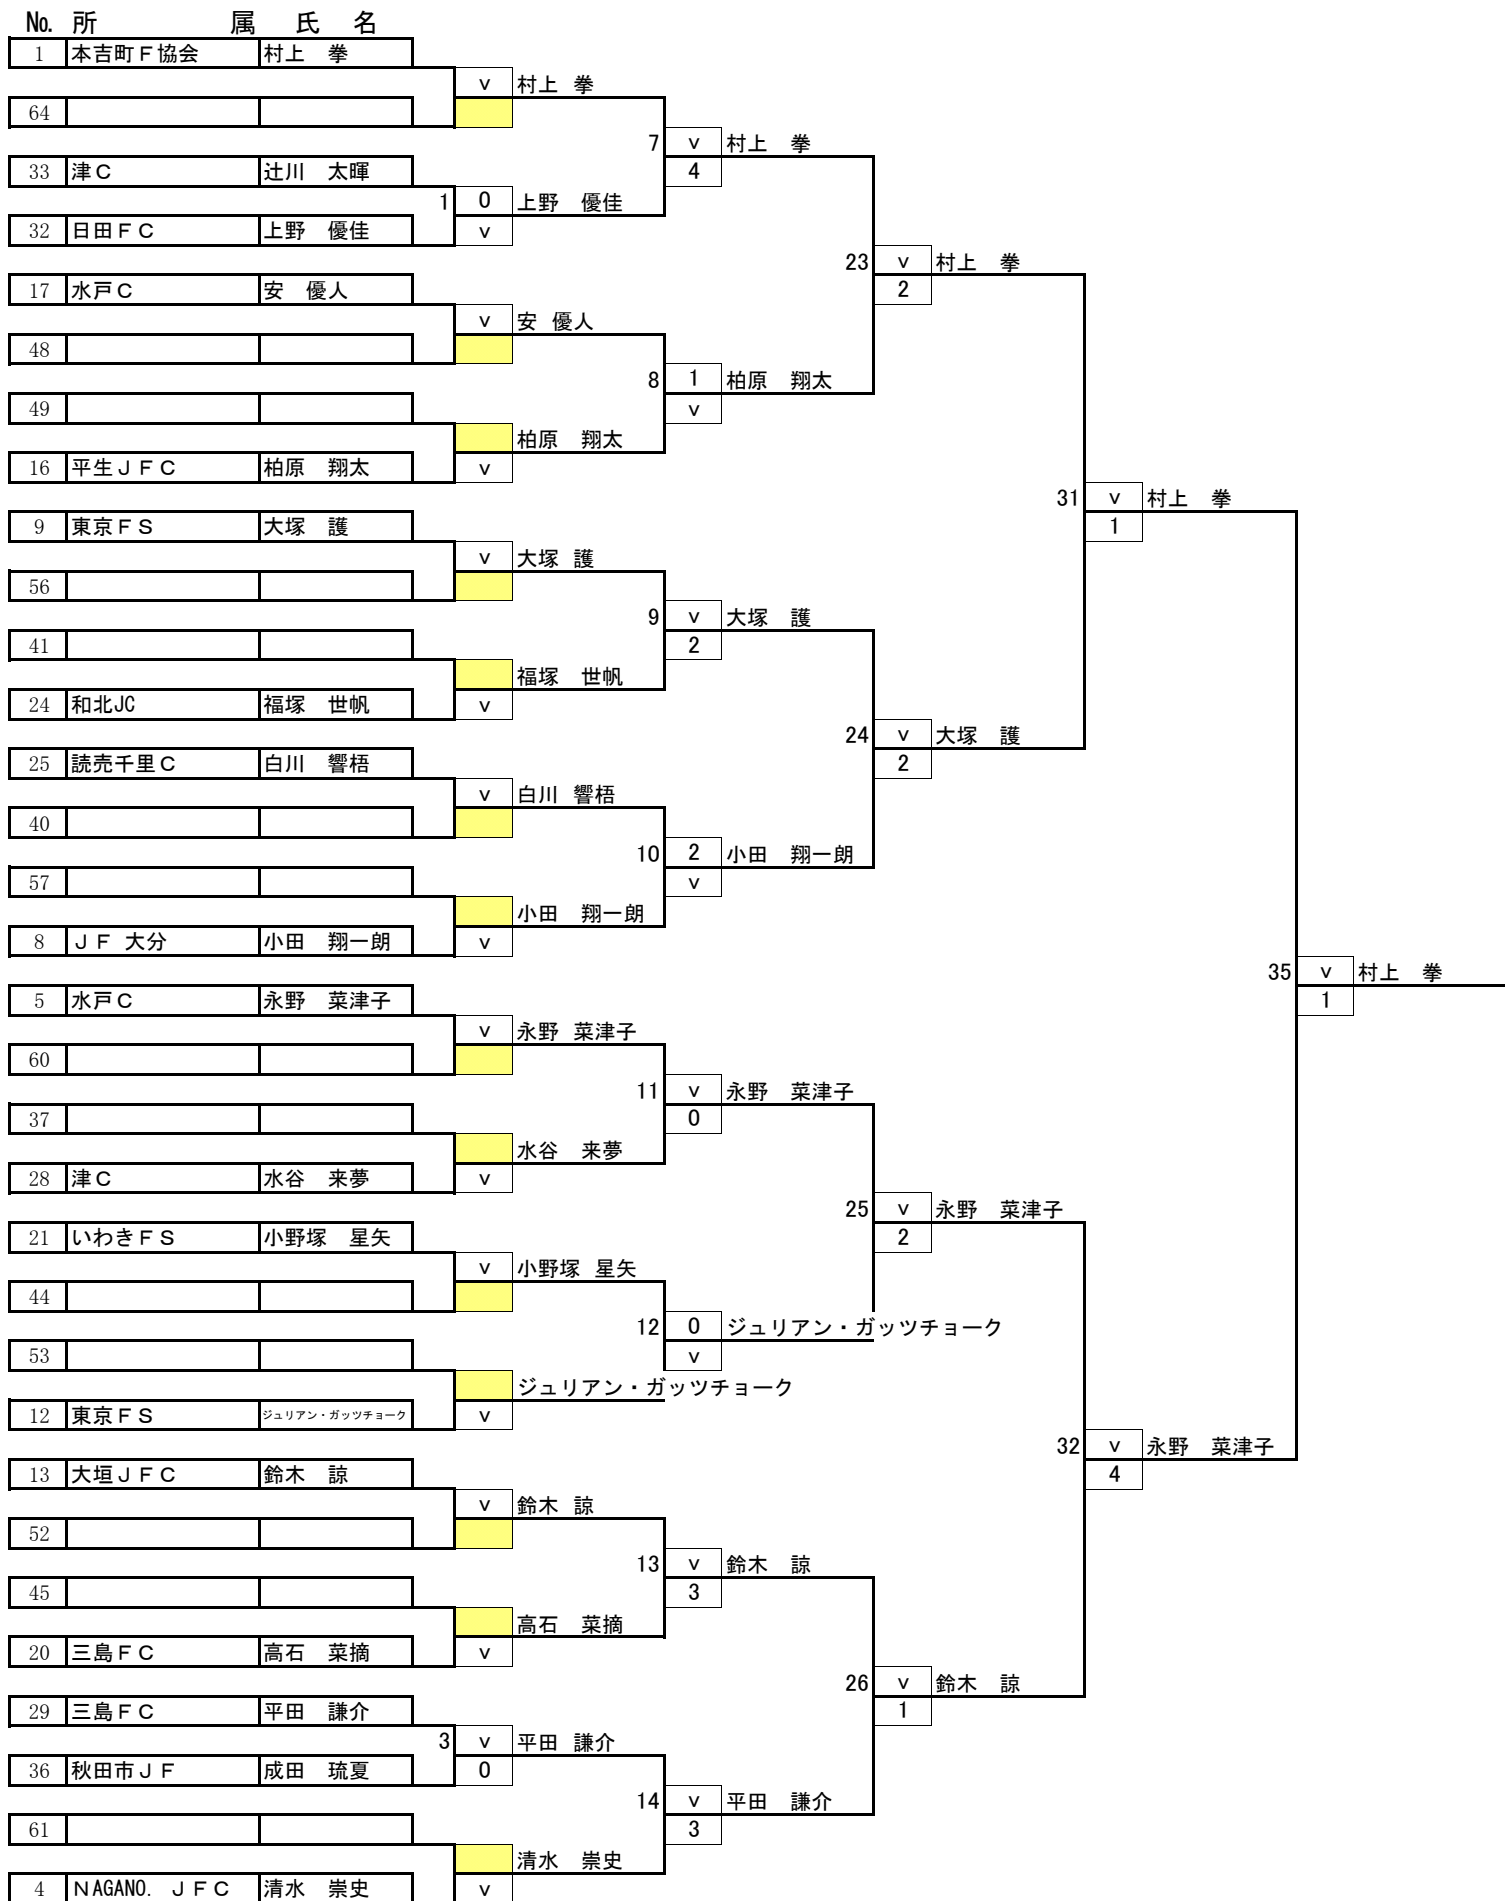 No. 所　属 氏　名
1 本吉町Ｆ協会 村上　拳
v 村上 拳
64
7 v 村上　拳
33 津Ｃ 辻川　太暉
4
1 0 上野　優佳
32 日田ＦＣ 上野　優佳
v
23 v 村上　拳
17 水戸Ｃ 安　優人
2
v 安 優人
48
8 1 柏原　翔太
49
v
柏原　翔太
16 平生ＪＦＣ 柏原　翔太
v
31 v 村上　拳
9 東京ＦＳ 大塚　護
1
v 大塚 護
56
9 v 大塚　護
41
2
福塚　世帆
24 和北JC 福塚　世帆
v
24 v 大塚　護
25 読売千里Ｃ 白川　響梧
2
v 白川 響梧
40
10 2 小田　翔一朗
57
v
小田　翔一朗
8 ＪＦ 大分 小田　翔一朗
v
35 v 村上　拳
5 水戸Ｃ 永野　菜津子
1
v 永野 菜津子
60
11 v 永野　菜津子
37
0
水谷　来夢
28 津Ｃ 水谷　来夢
v
25 v 永野　菜津子
21 いわきＦＳ 小野塚　星矢
2
v 小野塚 星矢
44
12 0 ジュリアン・ガッツチョーク
53
v
ジュリアン・ガッツチョーク
12 東京ＦＳ ジュリアン・ガッツチョーク
v
32 v 永野　菜津子
13 大垣ＪＦＣ 鈴木　諒
4
v 鈴木 諒
52
13 v 鈴木　諒
45
3
高石　菜摘
20 三島ＦＣ 高石　菜摘
v
26 v 鈴木　諒
29 三島ＦＣ 平田　謙介
1
3 v 平田 謙介
36 秋田市ＪＦ 成田　琉夏
0
14 v 平田　謙介
61
3
清水　崇史
4 ＮAGANO. ＪＦＣ 清水　崇史
v